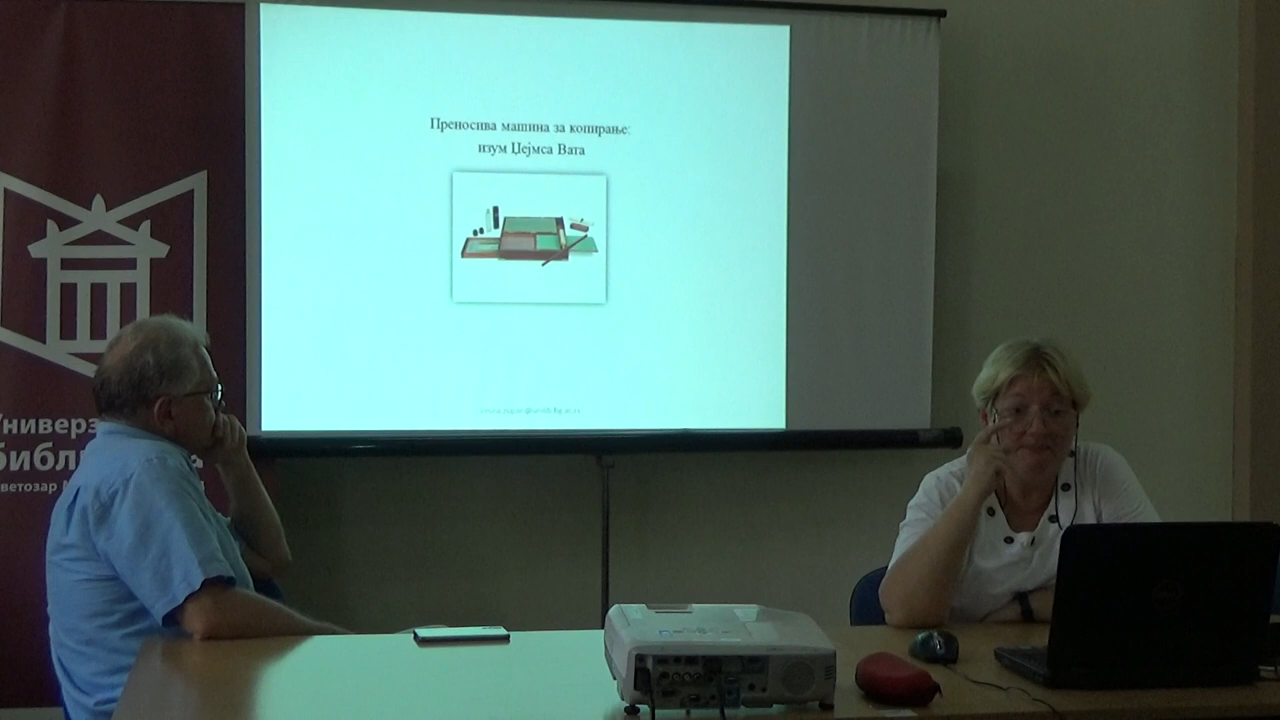 Преносива машина за копирање:
изум Џејмса Вата
Универз
библ
ветозар